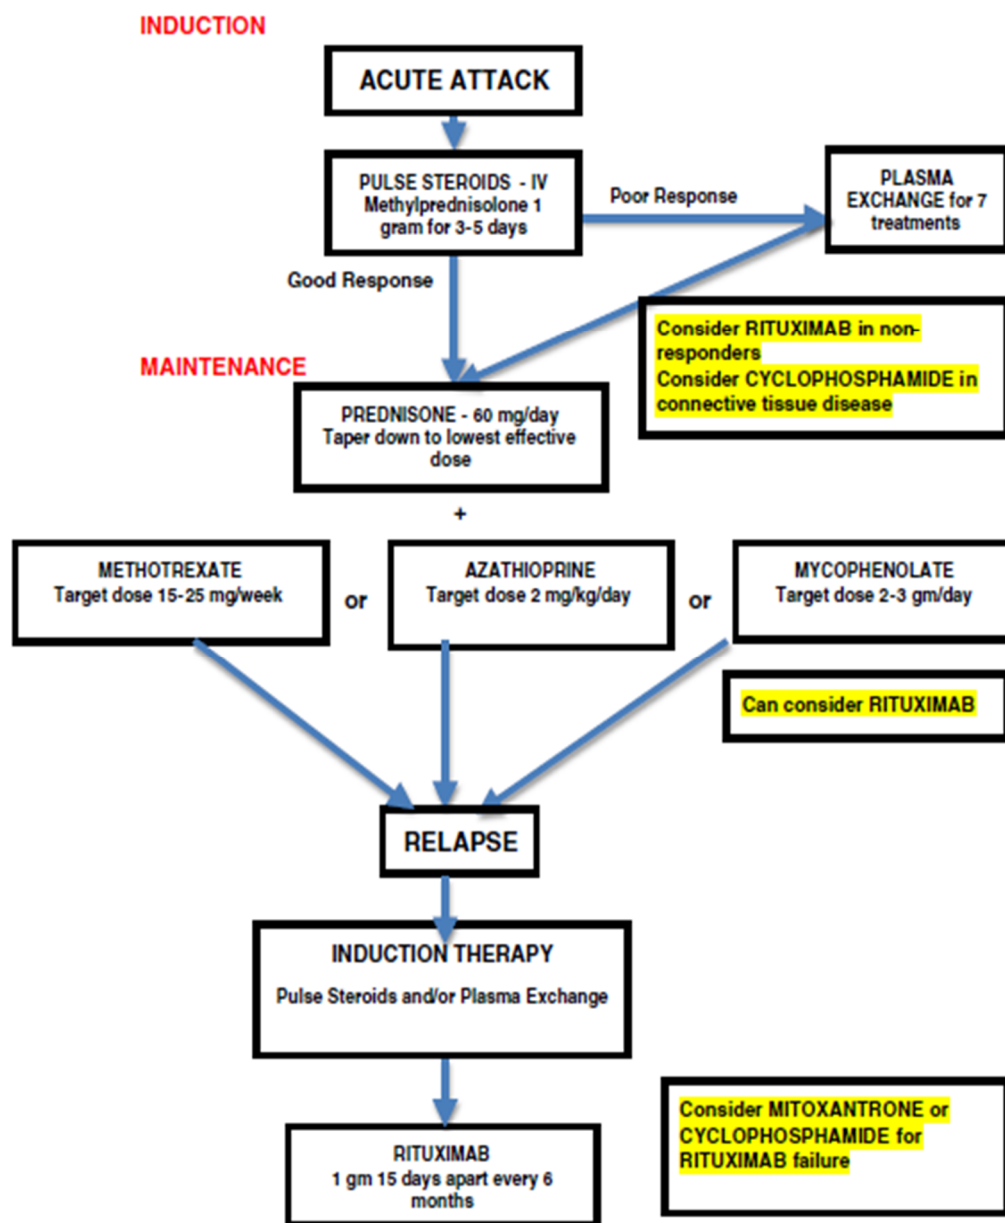 INDUCTION
ACUTE ATTACK
PULSE STEROIDS - IV
Methylprednisolone 1
gram for 3-5 days
Poor Response
PLASMA
EXCHANGE for 7
treatments
Good Response
Consider RITUXIMAB in non-
responders
Consider CYCLOPHOSPHAMIDE in
connective tissue disease
MAINTENANCE
PREDNISONE - 60 mg/day
Taper down to lowest effective
dose
+
METHOTREXATE
Target dose 15-25 mg/week
or
AZATHIOPRINE
Target dose 2 mg/kg/day
or
MYCOPHENOLATE
Target dose 2-3 gm/day
Can consider RITUXIMAB
RELAPSE
INDUCTION THERAPY
Pulse Steroids and/or Plasma Exchange
Consider MITOXANTRONE or
CYCLOPHOSPHAMIDE for
RITUXIMAB failure
RITUXIMAB
1 gm 15 days apart every 6
months